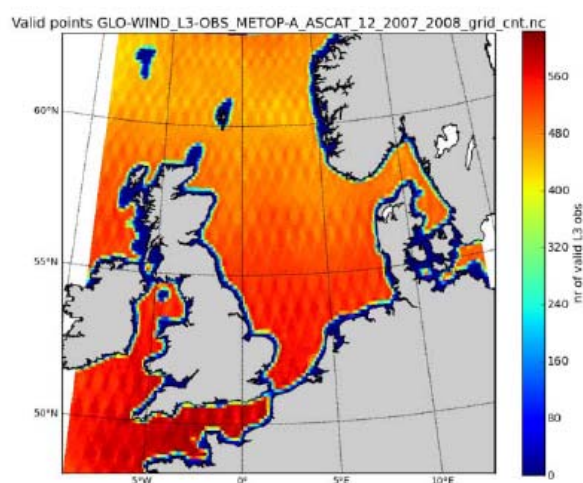 Valid points GLO-WIND_L3-OBS_METOP-A_ASCAT_12_2007_2008_grid_cnt.nc
560
480
400
320
240
160
80
0
nr of valid L3 obs
60°N
55°N
50°N
5°W
0°
5°E
10°E